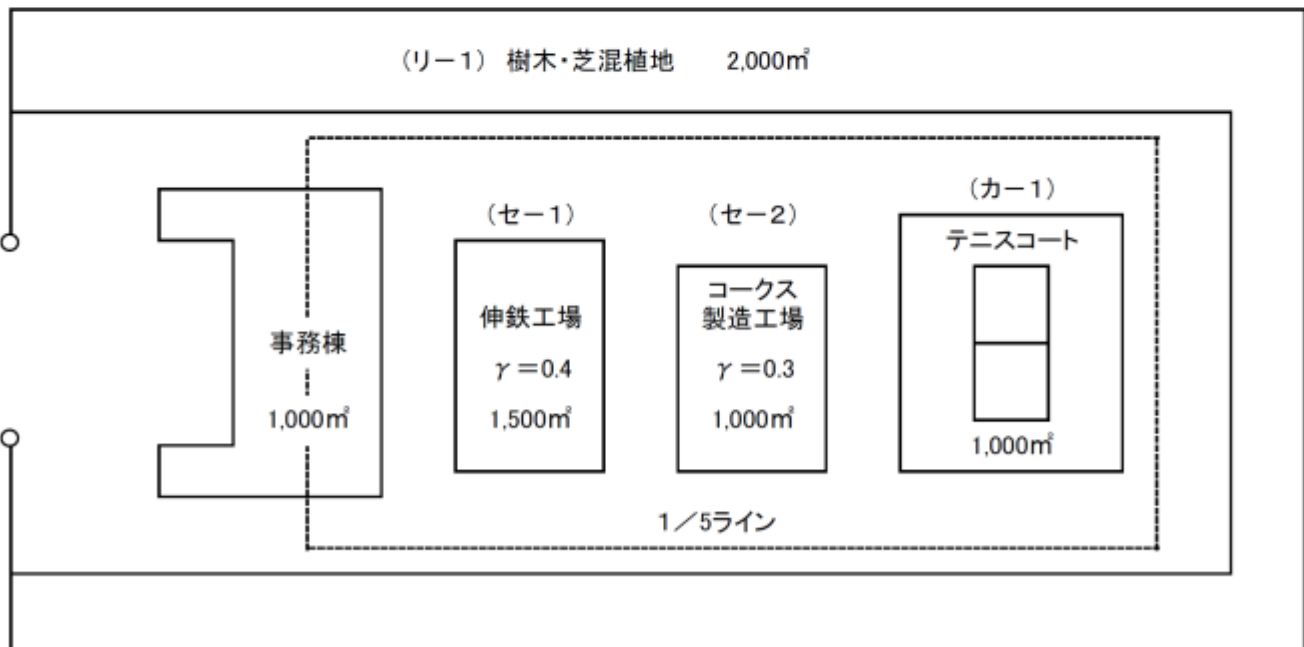 (リー1) 樹木・芝混植地 2,000㎡
事務棟
1,000㎡
(セー1)
伸鉄工場
γ=0.4
1,500㎡
(セー2)
コークス
製造工場
γ=0.3
1,000㎡
(カー1)
テニスコート
1,000㎡
1/5ライン